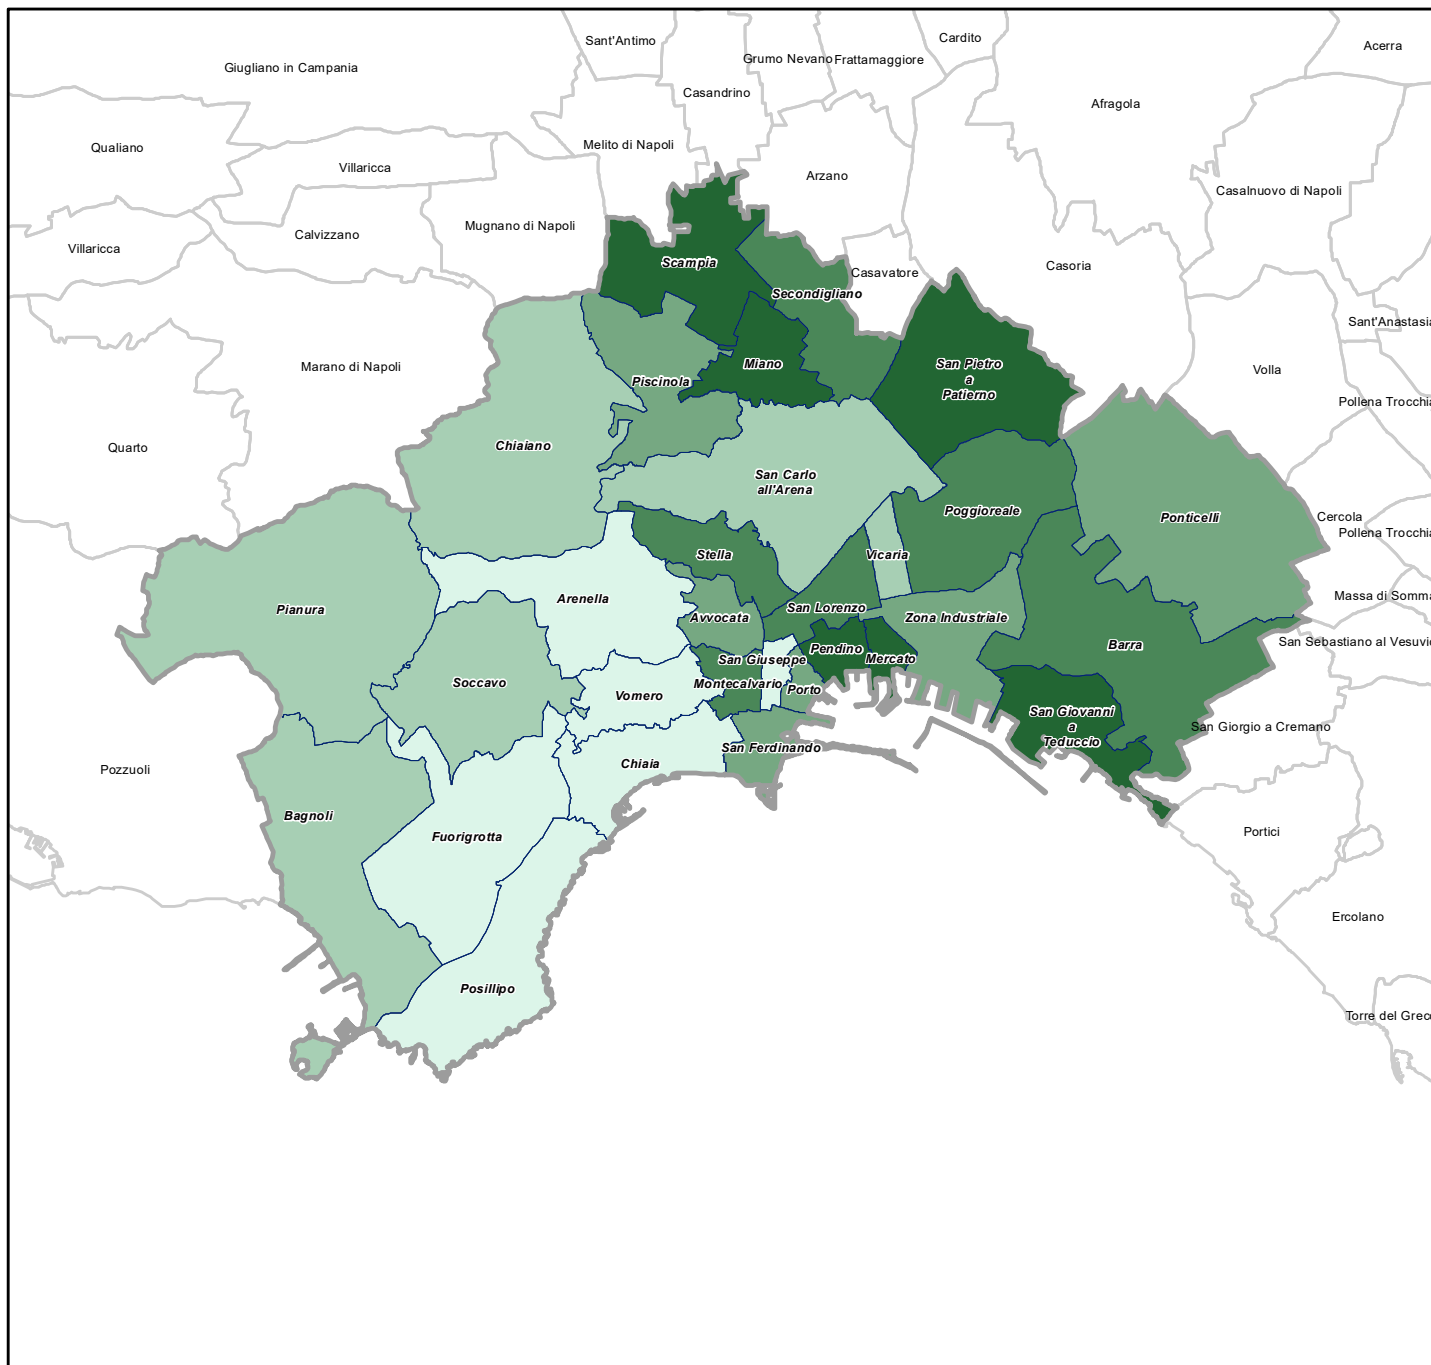 Sant'Antimo
Cardito
Acerra
Giugliano in Campania
Grumo Nevano
Frattamaggiore
Casandrino
Afragola
Qualiano
Melito di Napoli
Villaricca
Arzano
Casalnuovo di Napoli
Mugnano di Napoli
Calvizzano
Villaricca
Scampia
Casavatore
Casoria
Secondigliano
Sant'Anastasia
Marano di Napoli
Miano
San Pietro
a
Patierno
Volla
Piscinola
Pollena Trocchia
Quarto
Chiaiano
San Carlo
all'Arena
Poggioreale
Ponticelli
Cercola
Pollena Trocchia
Stella
Vicaria
Massa di Somma
Pianura
Arenella
Avvocata
San Lorenzo
Zona Industriale
San Sebastiano al Vesuvio
Barra
Pendino
Mercato
San Giuseppe
Soccavo
Montecalvario
Porto
Vomero
San Giovanni
a
Teduccio
San Giorgio a Cremano
San Ferdinando
Pozzuoli
Chiaia
Bagnoli
Fuorigrotta
Portici
Ercolano
Posillipo
Torre del Greco